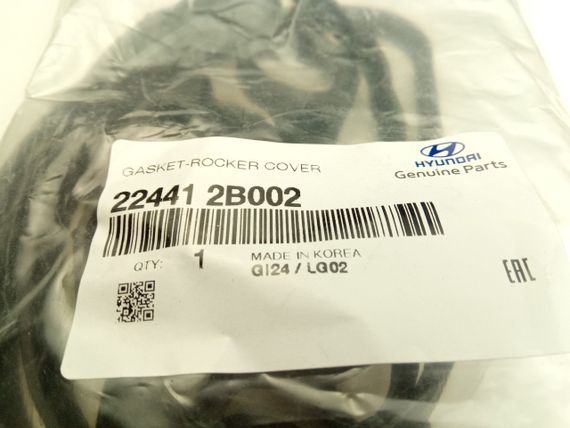 GASKET-ROCKER COVER
HYUNDAI
Genuine Parts
22441 2B002
QTY: 1
MADE IN KOREA
GI24 / LG02
EAC